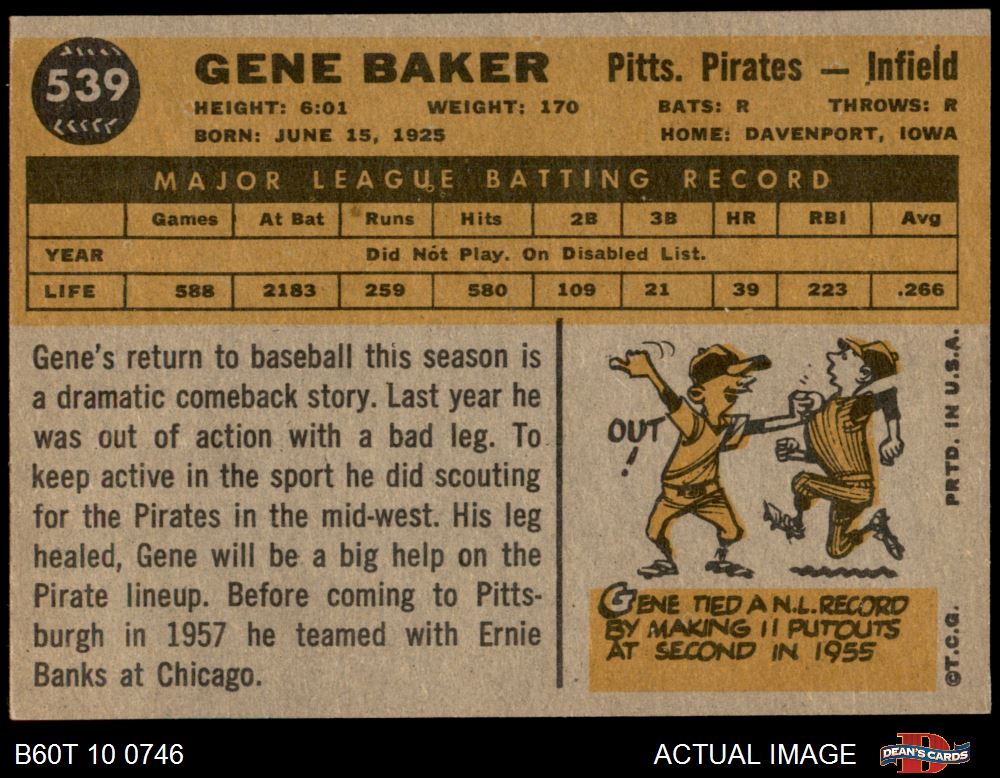 539
GENE BAKER
Pitts. Pirates — Infield
HEIGHT: 6:01 WEIGHT: 170 BATS: R THROWS: R
BORN: JUNE 15, 1925 HOME: DAVENPORT, IOWA
MAJOR LEAGUE BATTING RECORD
Games At Bat Runs Hits 2B 3B HR RBI Avg
YEAR Did Not Play. On Disabled List.
LIFE 588 2183 259 580 109 21 39 223 .266
Gene's return to baseball this season is
a dramatic comeback story. Last year he
was out of action with a bad leg. To
keep active in the sport he did scouting
for the Pirates in the mid-west. His leg
healed, Gene will be a big help on the
Pirate lineup. Before coming to Pitts-
burgh in 1957 he teamed with Ernie
Banks at Chicago.
OUT
!
GENE TIED A N.L. RECORD
BY MAKING 11 PUTOUTS
AT SECOND IN 1955
©T.C.G. PRTD. IN U.S.A.
B60T 10 0746
ACTUAL IMAGE
D
DEAN'S CARDS